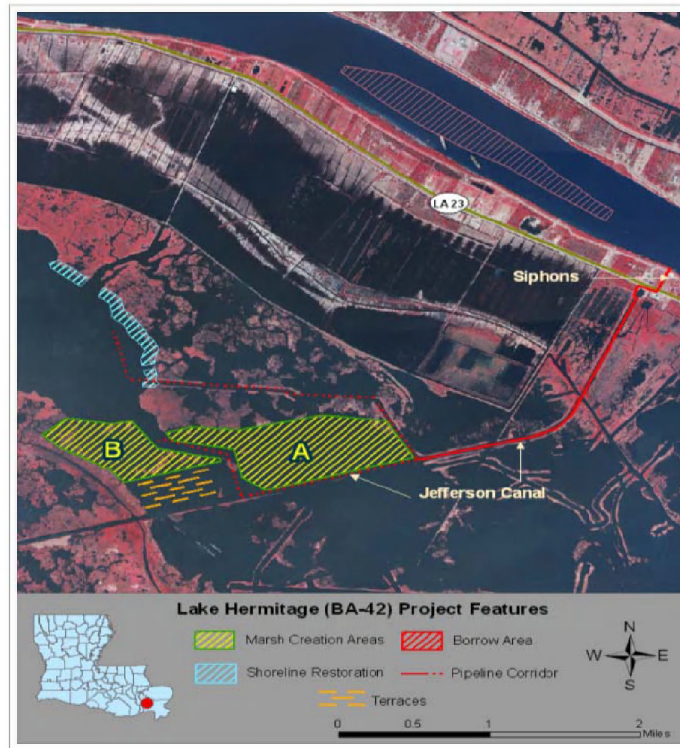 LA 23
Siphons
B
A
Jefferson Canal
Lake Hermitage (BA-42) Project Features
Marsh Creation Areas
Borrow Area
Shoreline Restoration
Pipeline Corridor
Terraces
N
W
E
S
0 0.5 1 2
Miles